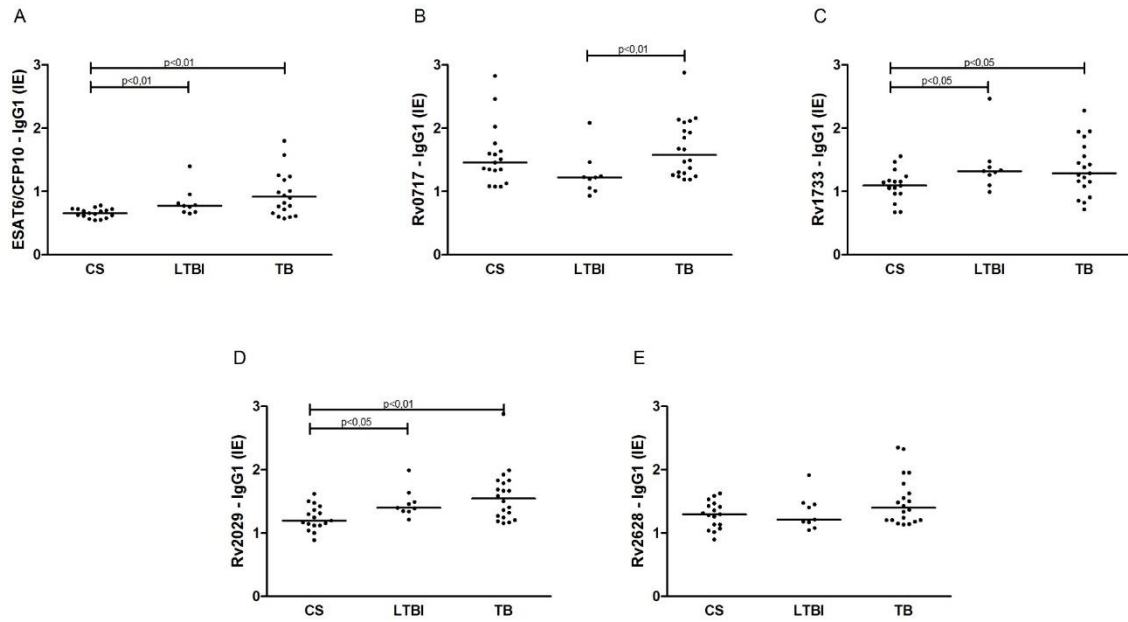 A
ESAT6/CFP10 - IgG1 (IE)
3
2
1
0
p<0,01
p<0,01
CS LTBI TB
B
Rv0717 - IgG1 (IE)
3
2
1
0
p<0,01
CS LTBI TB
C
Rv1733 - IgG1 (IE)
3
2
1
0
p<0,05
p<0,05
CS LTBI TB
D
Rv2029 - IgG1 (IE)
3
2
1
0
p<0,01
p<0,05
CS LTBI TB
E
Rv2628 - IgG1 (IE)
3
2
1
0
CS LTBI TB